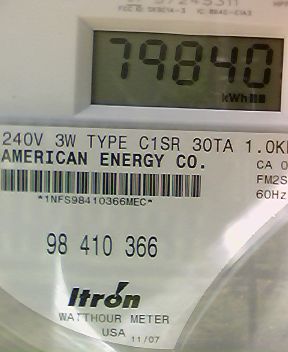 79840
kWh
240V 3W TYPE C1SR 30TA 1.0K
AMERICAN ENERGY CO.
CA 0
FM2S
60Hz
*1NFS98410366MEC*
98 410 366
Itrón
WATTHOUR METER
USA 11/07